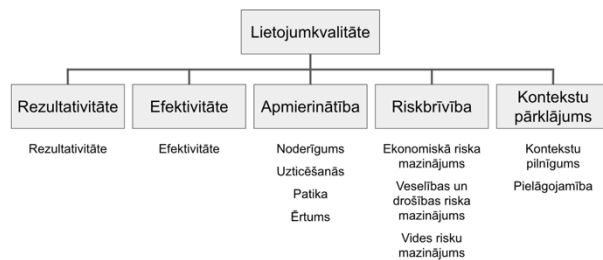 Lietojumkvalitāte
Rezultativitāte
Efektivitāte
Apmierinātība
Riskbrīvība
Kontekstu
pārklājums
Rezultativitāte
Efektivitāte
Noderīgums
Uzticēšanās
Patika
Ērtums
Ekonomiskā riska
mazinājums
Veselības un
drošības riska
mazinājums
Vides risku
mazinājums
Kontekstu
pilnīgums
Pielāgojamība